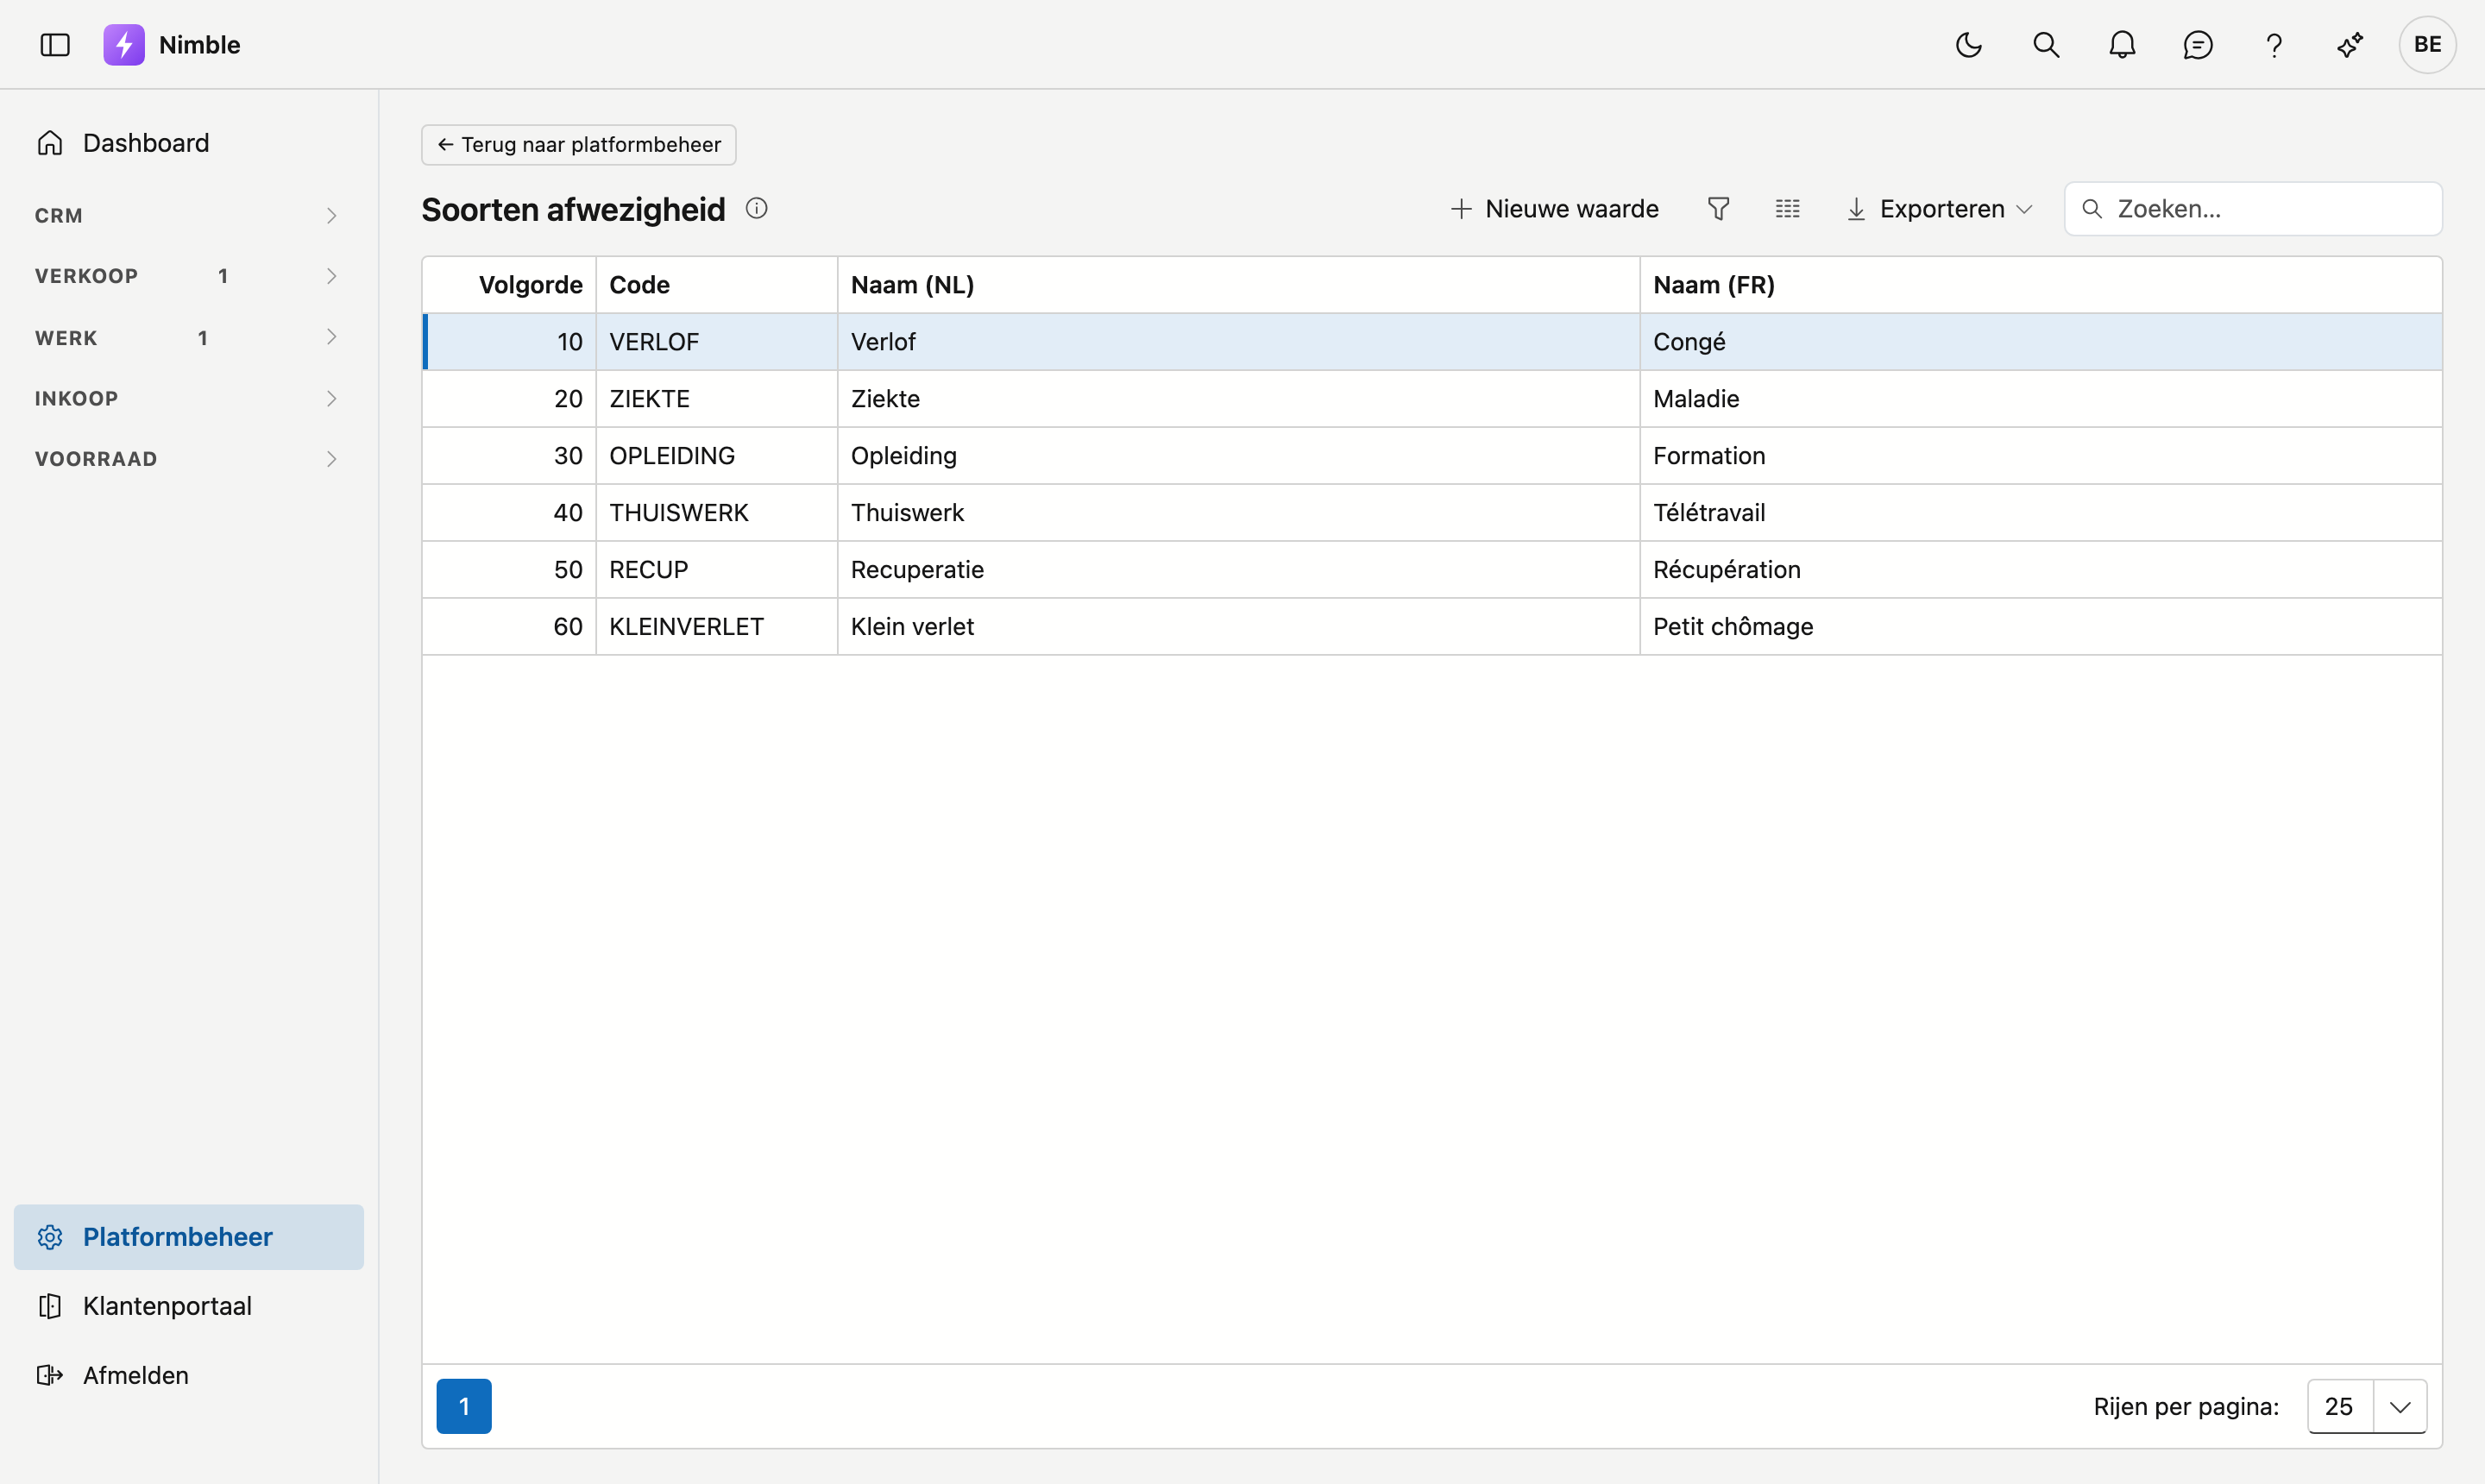 Nimble
BE
Dashboard
CRM
VERKOOP 1
WERK 1
INKOOP
VOORRAAD
Platformbeheer
Klantenportaal
Afmelden
← Terug naar platformbeheer
Soorten afwezigheid
Nieuwe waarde
Exporteren
Zoeken...
Volgorde Code Naam (NL) Naam (FR)
10 VERLOF Verlof Congé
20 ZIEKTE Ziekte Maladie
30 OPLEIDING Opleiding Formation
40 THUISWERK Thuiswerk Télétravail
50 RECUP Recuperatie Récupération
60 KLEINVERLET Klein verlet Petit chômage
1
Rijen per pagina: 25